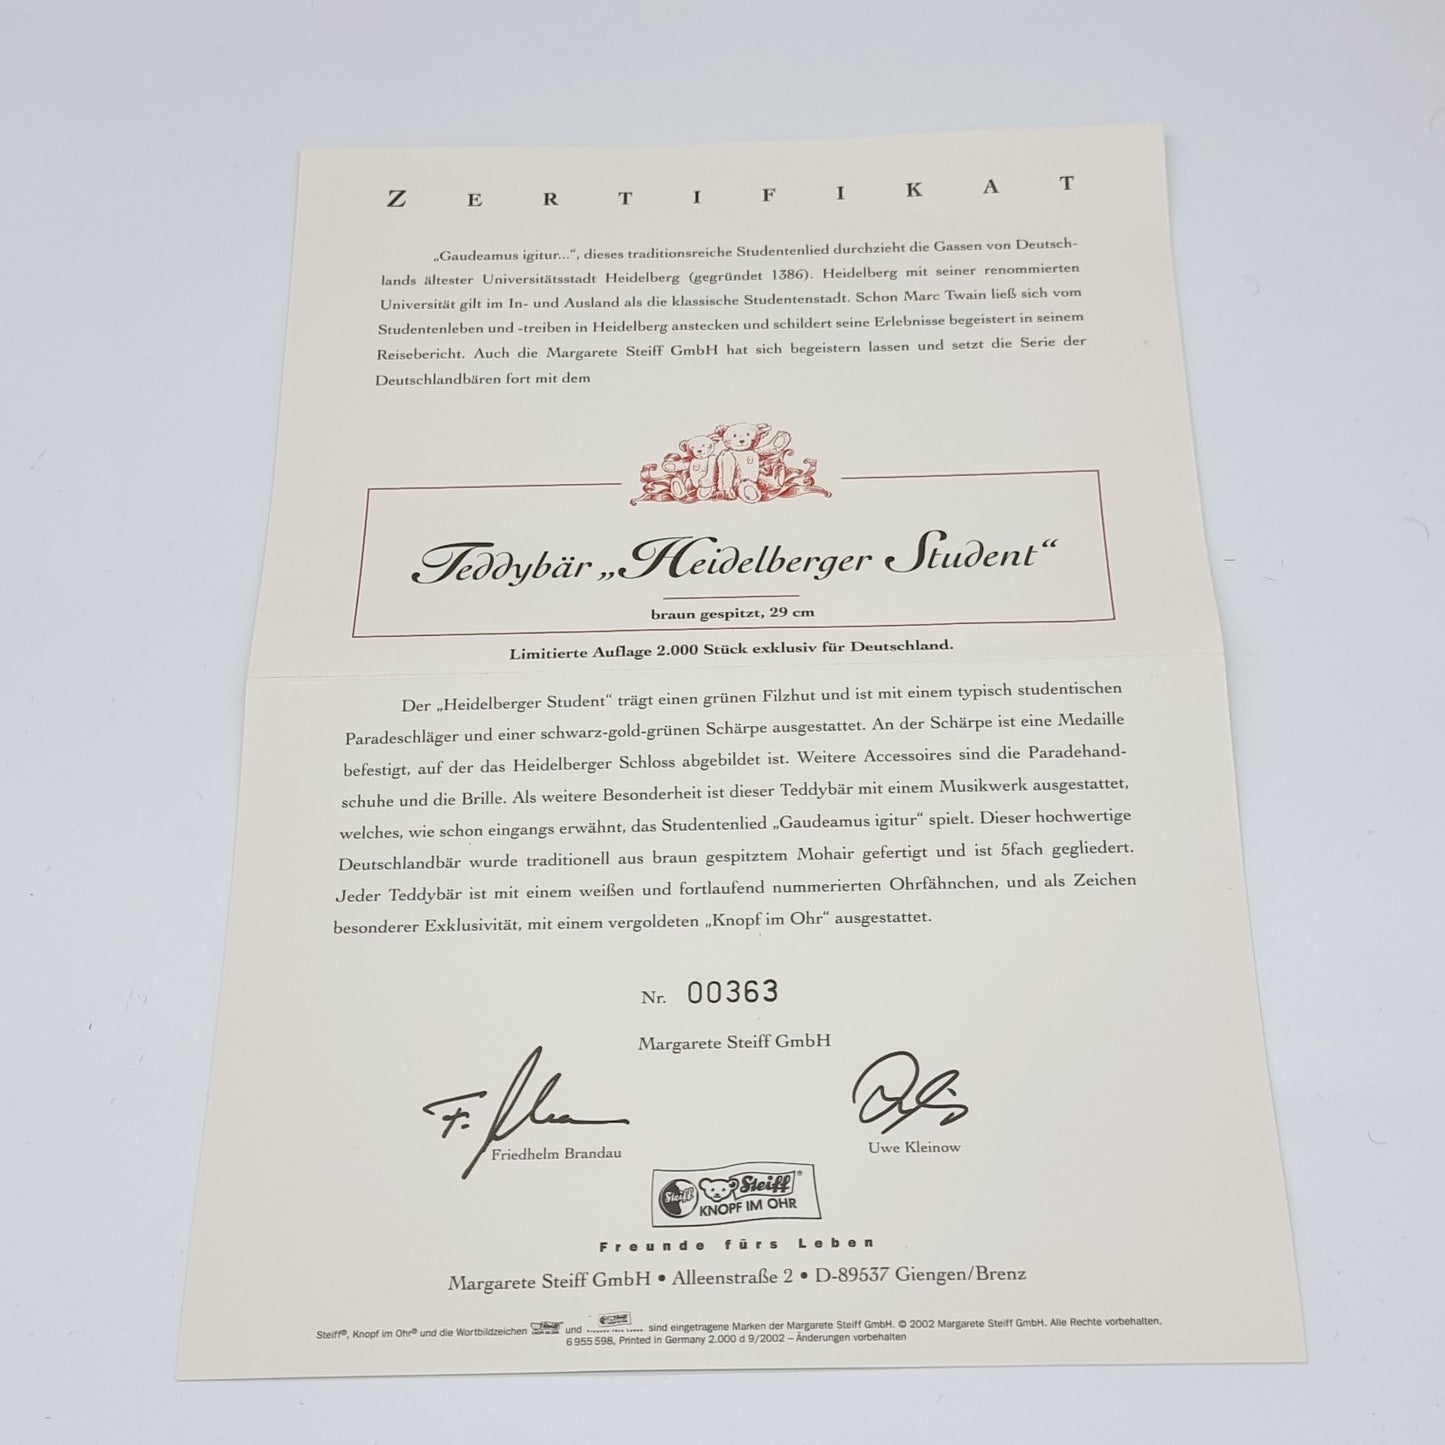 ZERTIFIKAT
„Gaudeamus igitur...“, dieses traditionsreiche Studentenlied durchzieht die Gassen von Deutsch-
lands ältester Universitätsstadt Heidelberg (gegründet 1386). Heidelberg mit seiner renommierten
Universität gilt im In- und Ausland als die klassische Studentenstadt. Schon Marc Twain ließ sich vom
Studentenleben und -treiben in Heidelberg anstecken und schildert seine Erlebnisse begeistert in seinem
Reisebericht. Auch die Margarete Steiff GmbH hat sich begeistern lassen und setzt die Serie der
Deutschlandbären fort mit dem
Teddybär „Heidelberger Student“
braun gespitzt, 29 cm
Limitierte Auflage 2.000 Stück exklusiv für Deutschland.
Der „Heidelberger Student“ trägt einen grünen Filzhut und ist mit einem typisch studentischen
Paradeschläger und einer schwarz-gold-grünen Schärpe ausgestattet. An der Schärpe ist eine Medaille
befestigt, auf der das Heidelberger Schloss abgebildet ist. Weitere Accessoires sind die Paradehand-
schuhe und die Brille. Als weitere Besonderheit ist dieser Teddybär mit einem Musikwerk ausgestattet,
welches, wie schon eingangs erwähnt, das Studentenlied „Gaudeamus igitur“ spielt. Dieser hochwertige
Deutschlandbär wurde traditionell aus braun gespitztem Mohair gefertigt und ist 5fach gegliedert.
Jeder Teddybär ist mit einem weißen und fortlaufend nummerierten Ohrfähnchen, und als Zeichen
besonderer Exklusivität, mit einem vergoldeten „Knopf im Ohr“ ausgestattet.
Nr. 00363
Margarete Steiff GmbH
Friedhelm Brandau
Uwe Kleinow
Steiff Steiff®
KNOPF IM OHR
Freunde fürs Leben
Margarete Steiff GmbH • Alleenstraße 2 • D-89537 Giengen/Brenz
Steiff®, Knopf im Ohr® und die Wortbildzeichen und sind eingetragene Marken der Margarete Steiff GmbH. © 2002 Margarete Steiff GmbH. Alle Rechte vorbehalten.
6 955 598, Printed in Germany 2.000 d 9/2002 – Änderungen vorbehalten